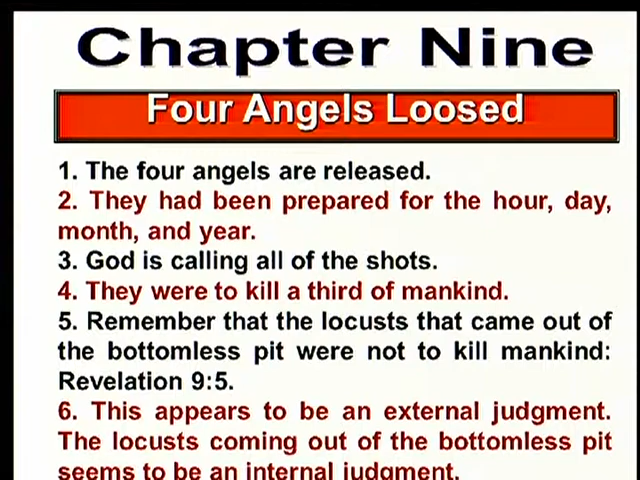 Chapter Nine
Four Angels Loosed
1. The four angels are released.
2. They had been prepared for the hour, day,
month, and year.
3. God is calling all of the shots.
4. They were to kill a third of mankind.
5. Remember that the locusts that came out of
the bottomless pit were not to kill mankind:
Revelation 9:5.
6. This appears to be an external judgment.
The locusts coming out of the bottomless pit
seems to be an internal judgment.